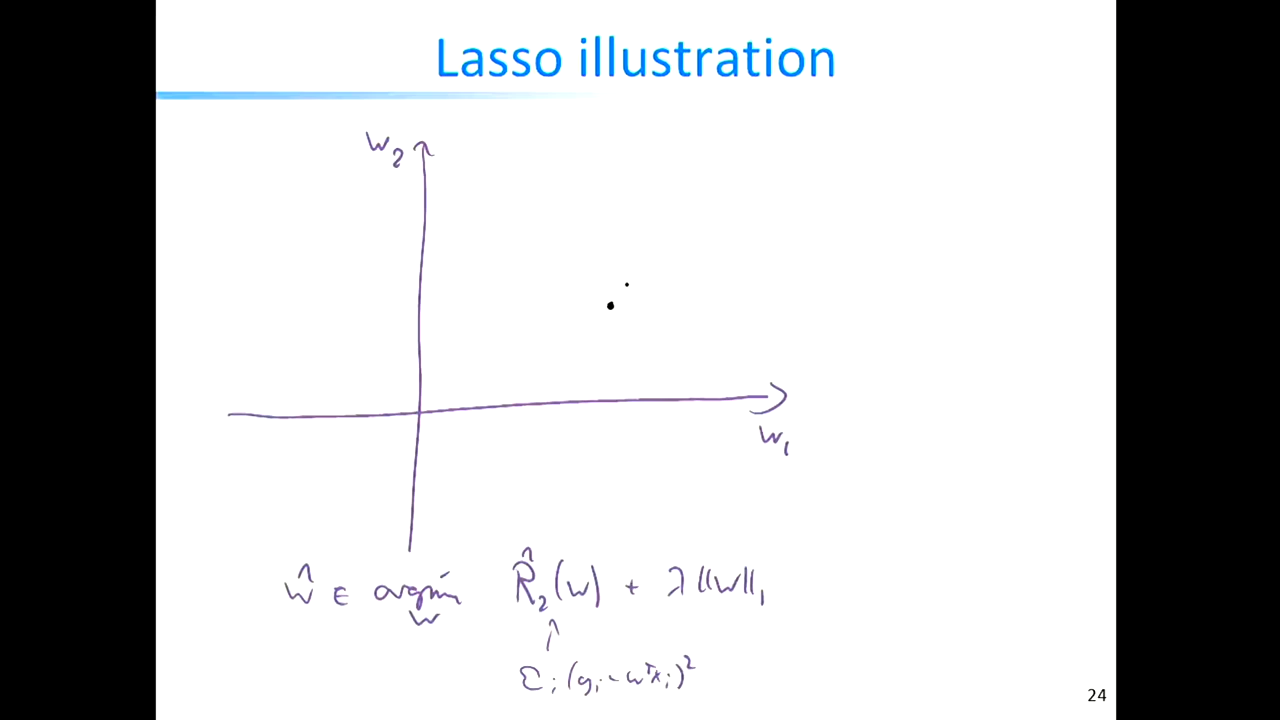 Lasso illustration
w₂
w₁
ŵ ∈ argmin R̂₂(w) + λ ||w||₁
w
↑
Σᵢ (yᵢ - wᵀxᵢ)²
24